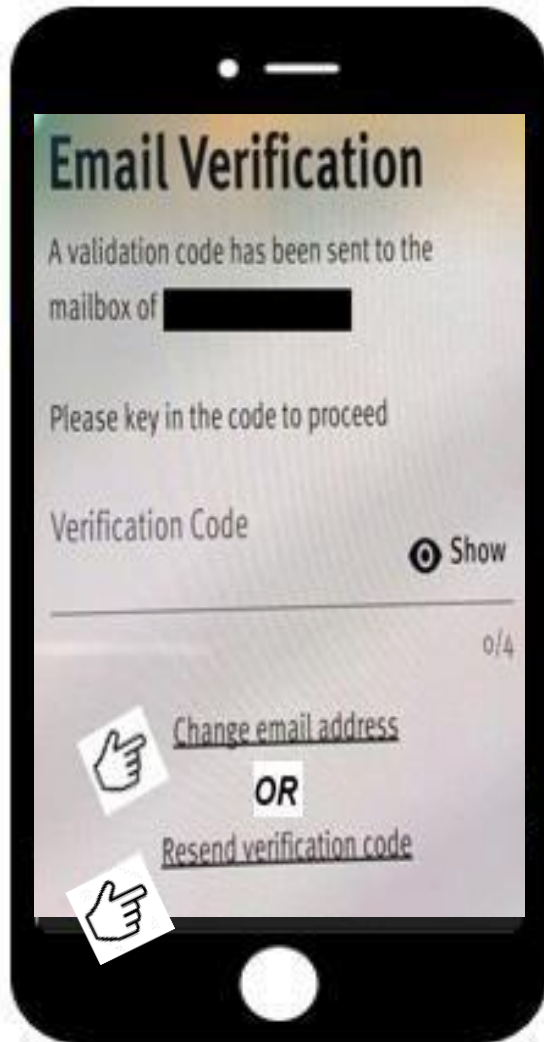 Email Verification
A validation code has been sent to the
mailbox of
Please key in the code to proceed
Verification Code
Show
0/4
Change email address
OR
Resend verification code